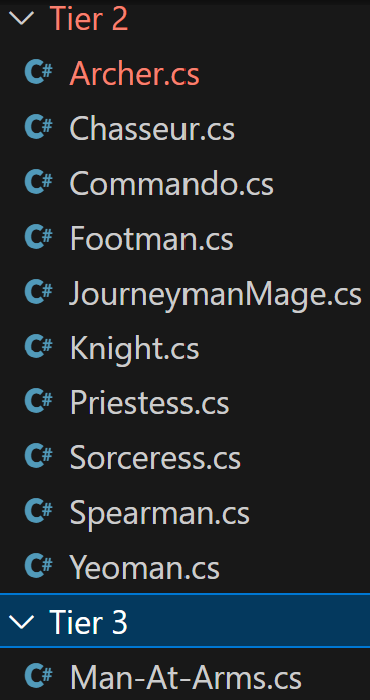 Tier 2
C# Archer.cs
C# Chasseur.cs
C# Commando.cs
C# Footman.cs
C# JourneymanMage.cs
C# Knight.cs
C# Priestess.cs
C# Sorceress.cs
C# Spearman.cs
C# Yeoman.cs
Tier 3
C# Man-At-Arms.cs